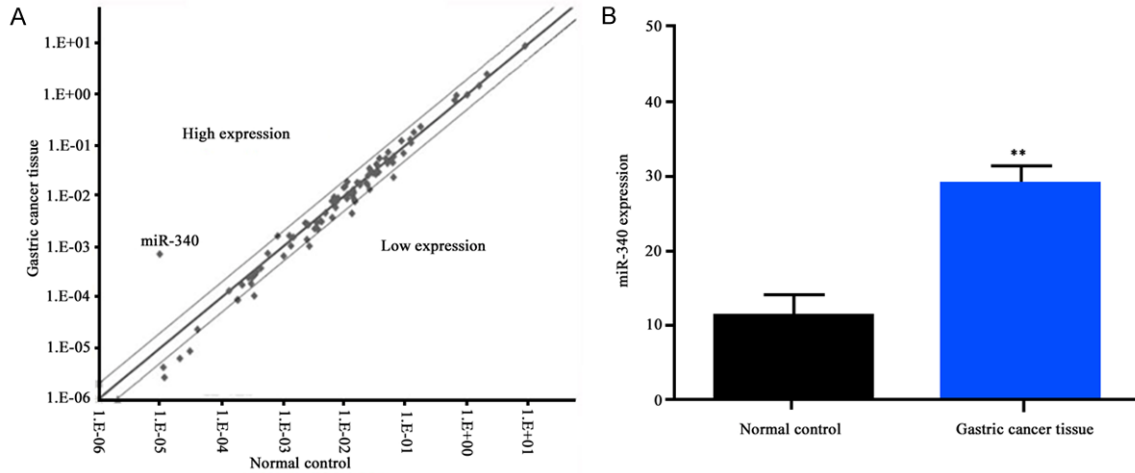 A
Gastric cancer tissue
1.E+01
1.E+00
1.E-01
1.E-02
1.E-03
1.E-04
1.E-05
1.E-06
High expression
miR-340
Low expression
1.E-06
1.E-05
1.E-04
1.E-03
1.E-02
1.E-01
1.E+00
1.E+01
Normal control
B
miR-340 expression
50
40
30
20
10
0
**
Normal control
Gastric cancer tissue